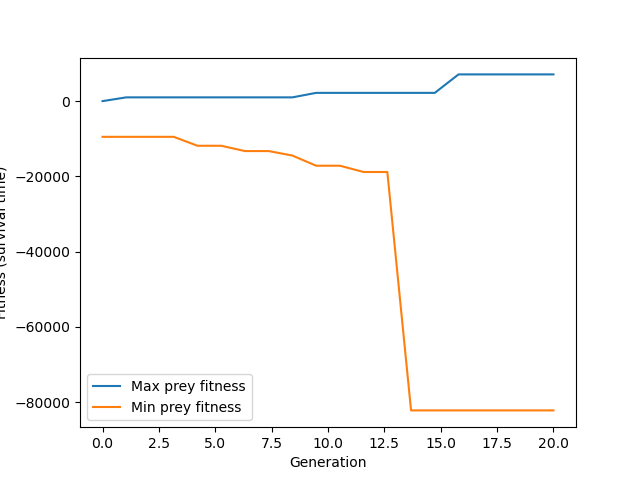 0
−20000
−40000
−60000
−80000
Fitness (survival time)
Max prey fitness
Min prey fitness
0.0 2.5 5.0 7.5 10.0 12.5 15.0 17.5 20.0
Generation